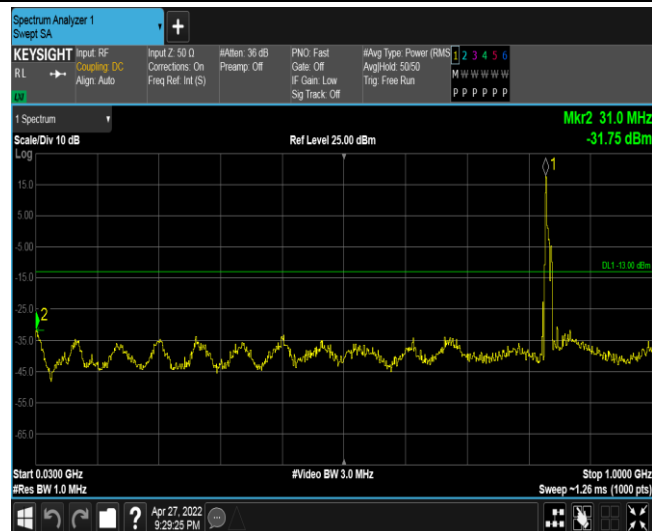 Spectrum Analyzer 1
Swept SA
+
KEYSIGHT Input: RF Input Z: 50 Ω #Atten: 36 dB PNO: Fast #Avg Type: Power (RMS 1 2 3 4 5 6
RL Coupling: DC Corrections: On Preamp: Off Gate: Off Avg|Hold: 50/50 M W W W W W
Align: Auto Freq Ref: Int (S) IF Gain: Low Trig: Free Run
Sig Track: Off P P P P P P
1 Spectrum Mkr2 31.0 MHz
Scale/Div 10 dB Ref Level 25.00 dBm -31.75 dBm
Log
1
15.0
5.00
-5.00
DL1 -13.00 dBm
-15.0
-25.0
2
-35.0
-45.0
-55.0
-65.0
Start 0.0300 GHz #Video BW 3.0 MHz Stop 1.0000 GHz
#Res BW 1.0 MHz Sweep ~1.26 ms (1000 pts)
? Apr 27, 2022
9:29:25 PM